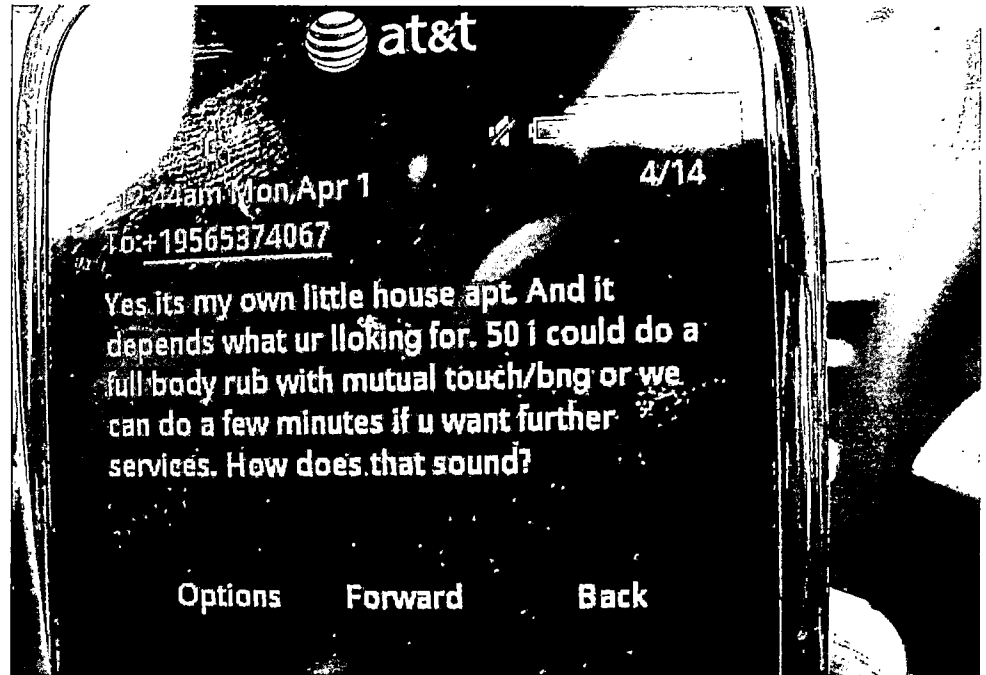 at&t
4/14
12:44am Mon,Apr 1
To:+19565374067
Yes its my own little house apt. And it
depends what ur lloking for. 50 i could do a
full body rub with mutual touch/bng or we
can do a few minutes if u want further
services. How does that sound?
Options Forward Back